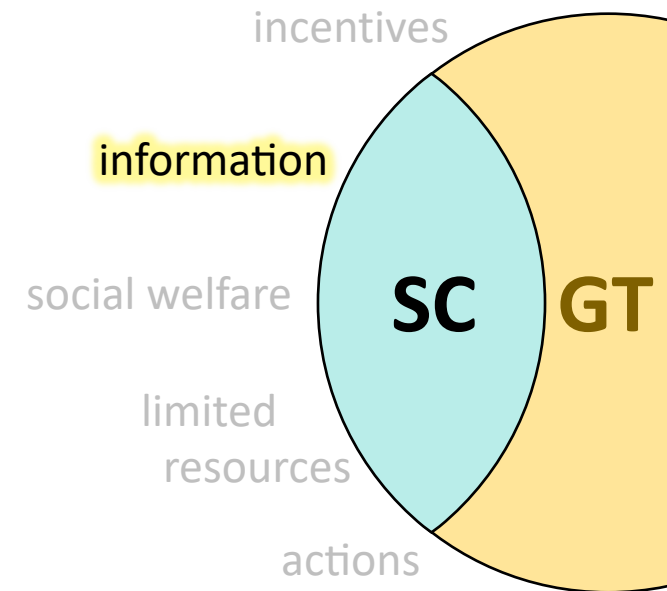 incentives
information
social welfare
SC GT
limited
resources
actions